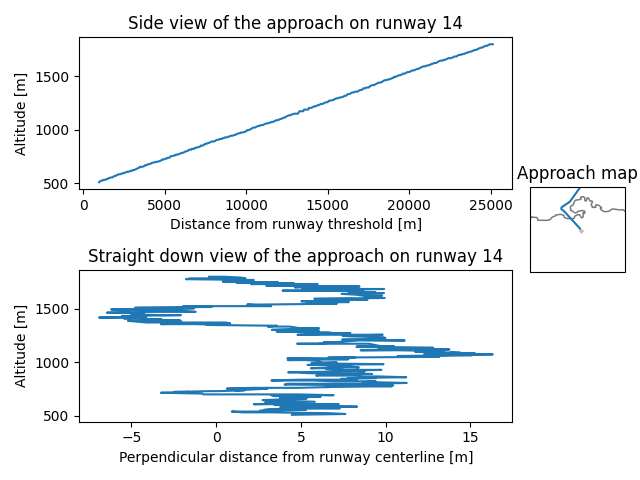 Side view of the approach on runway 14
Altitude [m]
1500
1000
500
0
5000
10000
15000
20000
25000
Distance from runway threshold [m]
Approach map
Straight down view of the approach on runway 14
Altitude [m]
1500
1000
500
−5
0
5
10
15
Perpendicular distance from runway centerline [m]